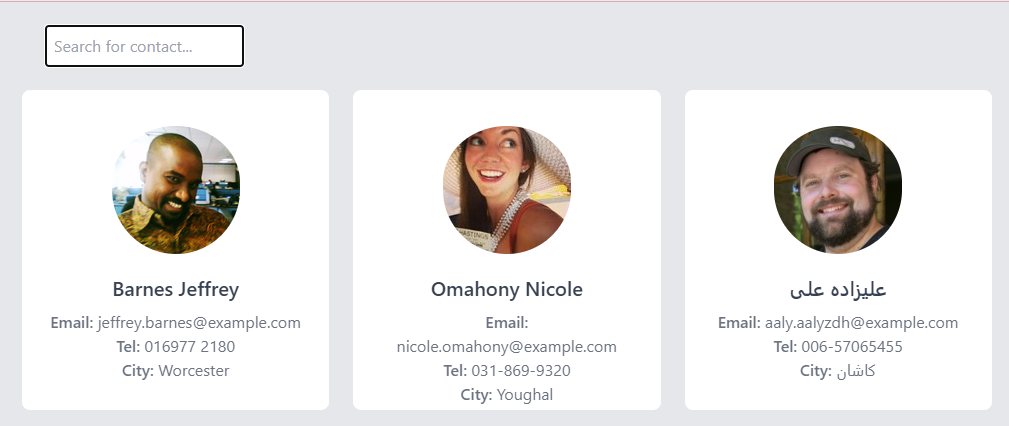 Search for contact...
Barnes Jeffrey
Email: jeffrey.barnes@example.com
Tel: 016977 2180
City: Worcester
Omahony Nicole
Email:
nicole.omahony@example.com
Tel: 031-869-9320
City: Youghal
علیزاده علی
Email: aaly.aalyzdh@example.com
Tel: 006-57065455
City: کاشان
HASTINGS